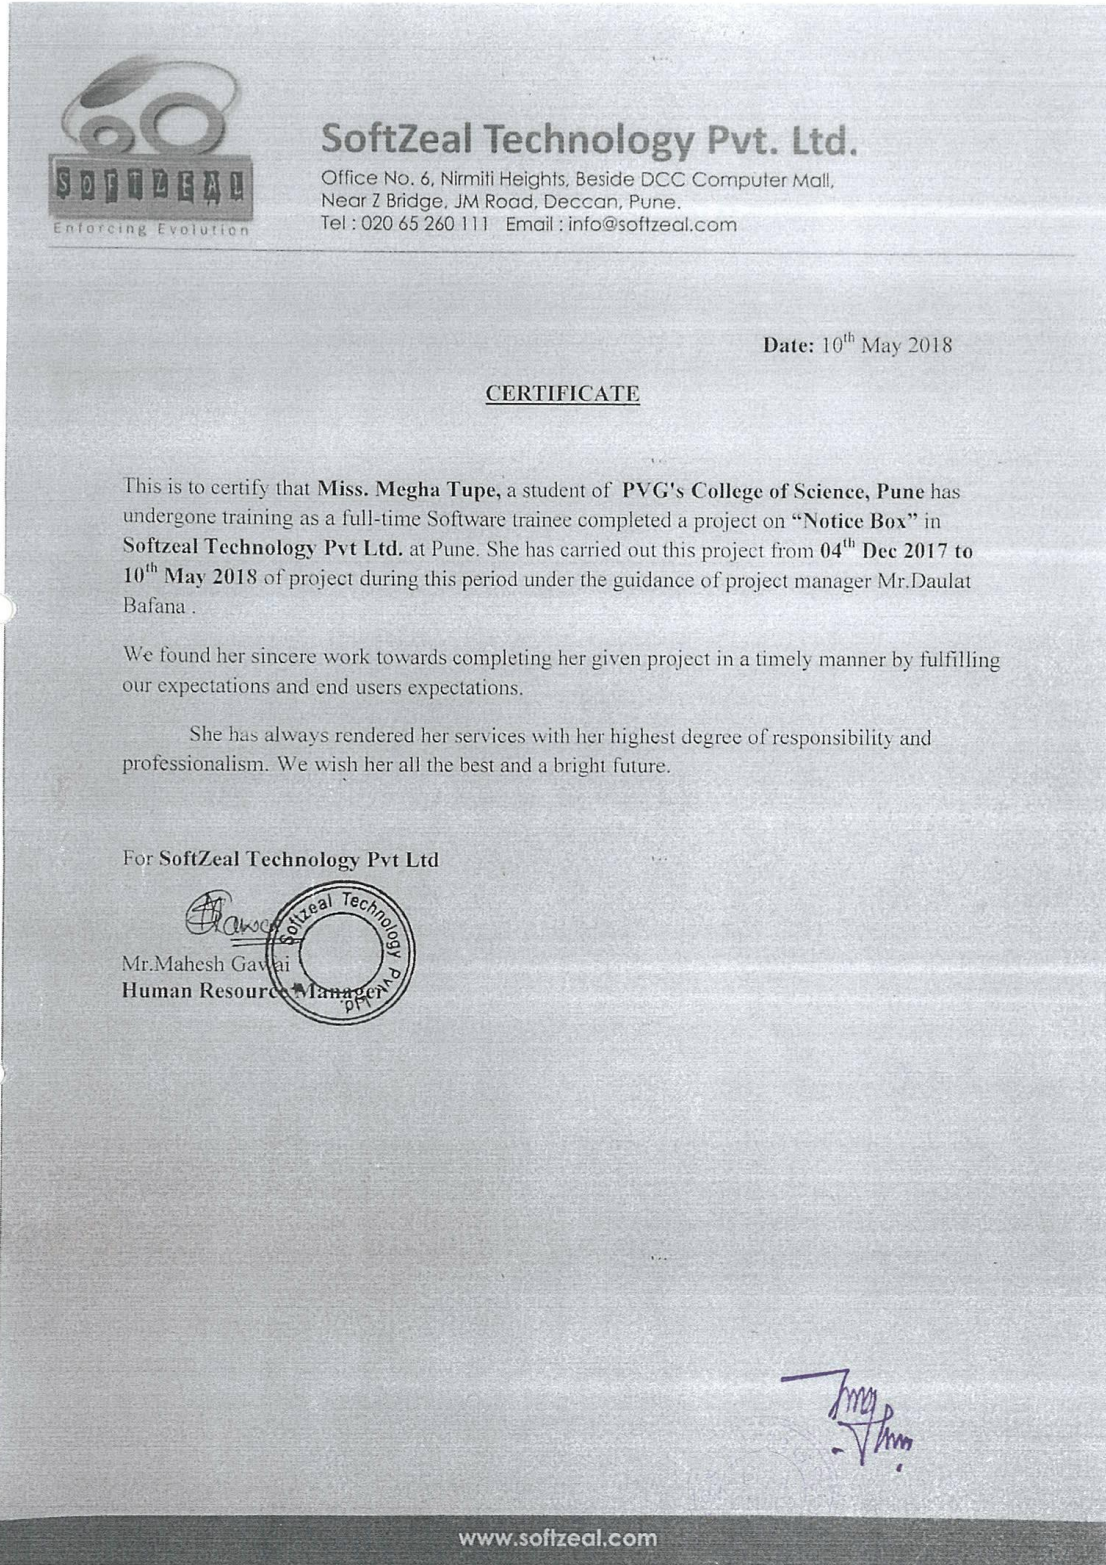 SOFTZEAL
Enforcing Evolution
SoftZeal Technology Pvt. Ltd.
Office No. 6, Nirmiti Heights, Beside DCC Computer Mall,
Near Z Bridge, JM Road, Deccan, Pune.
Tel : 020 65 260 111 Email : info@softzeal.com
Date: 10th May 2018
CERTIFICATE
This is to certify that Miss. Megha Tupe, a student of PVG's College of Science, Pune has
undergone training as a full-time Software trainee completed a project on “Notice Box” in
Softzeal Technology Pvt Ltd. at Pune. She has carried out this project from 04th Dec 2017 to
10th May 2018 of project during this period under the guidance of project manager Mr.Daulat
Bafana .
We found her sincere work towards completing her given project in a timely manner by fulfilling
our expectations and end users expectations.
She has always rendered her services with her highest degree of responsibility and
professionalism. We wish her all the best and a bright future.
For SoftZeal Technology Pvt Ltd
Softzeal Technology Pvt. Ltd.
Mr.Mahesh Gawai
Human Resource Manager
www.softzeal.com